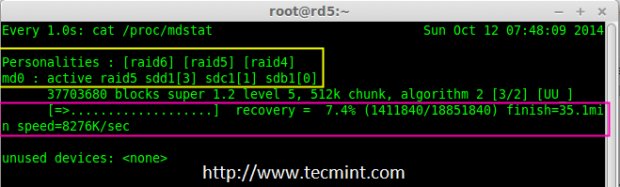 root@rd5:~
Every 1.0s: cat /proc/mdstat Sun Oct 12 07:48:09 2014
Personalities : [raid6] [raid5] [raid4]
md0 : active raid5 sdd1[3] sdc1[1] sdb1[0]
37703680 blocks super 1.2 level 5, 512k chunk, algorithm 2 [3/2] [UU_]
[=>...................] recovery = 7.4% (1411840/18851840) finish=35.1mi
n speed=8276K/sec
unused devices: <none>
http://www.tecmint.com